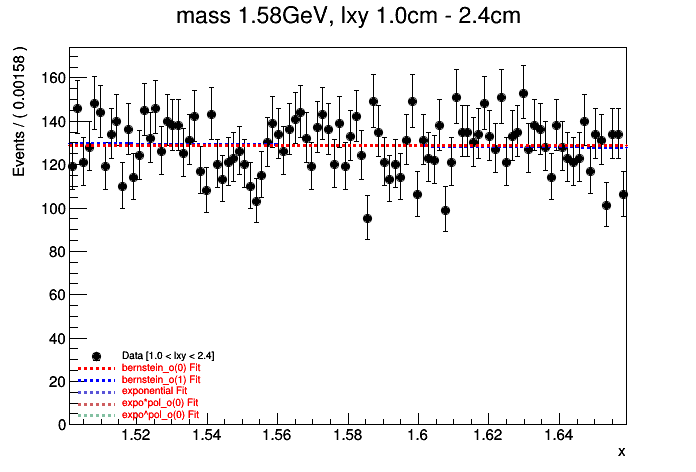 mass 1.58GeV, lxy 1.0cm - 2.4cm
Events / ( 0.00158 )
160
140
120
100
80
60
40
20
0
Data [1.0 < lxy < 2.4]
bernstein_o(0) Fit
bernstein_o(1) Fit
exponential Fit
expo*pol_o(0) Fit
expo^pol_o(0) Fit
1.52 1.54 1.56 1.58 1.6 1.62 1.64
x